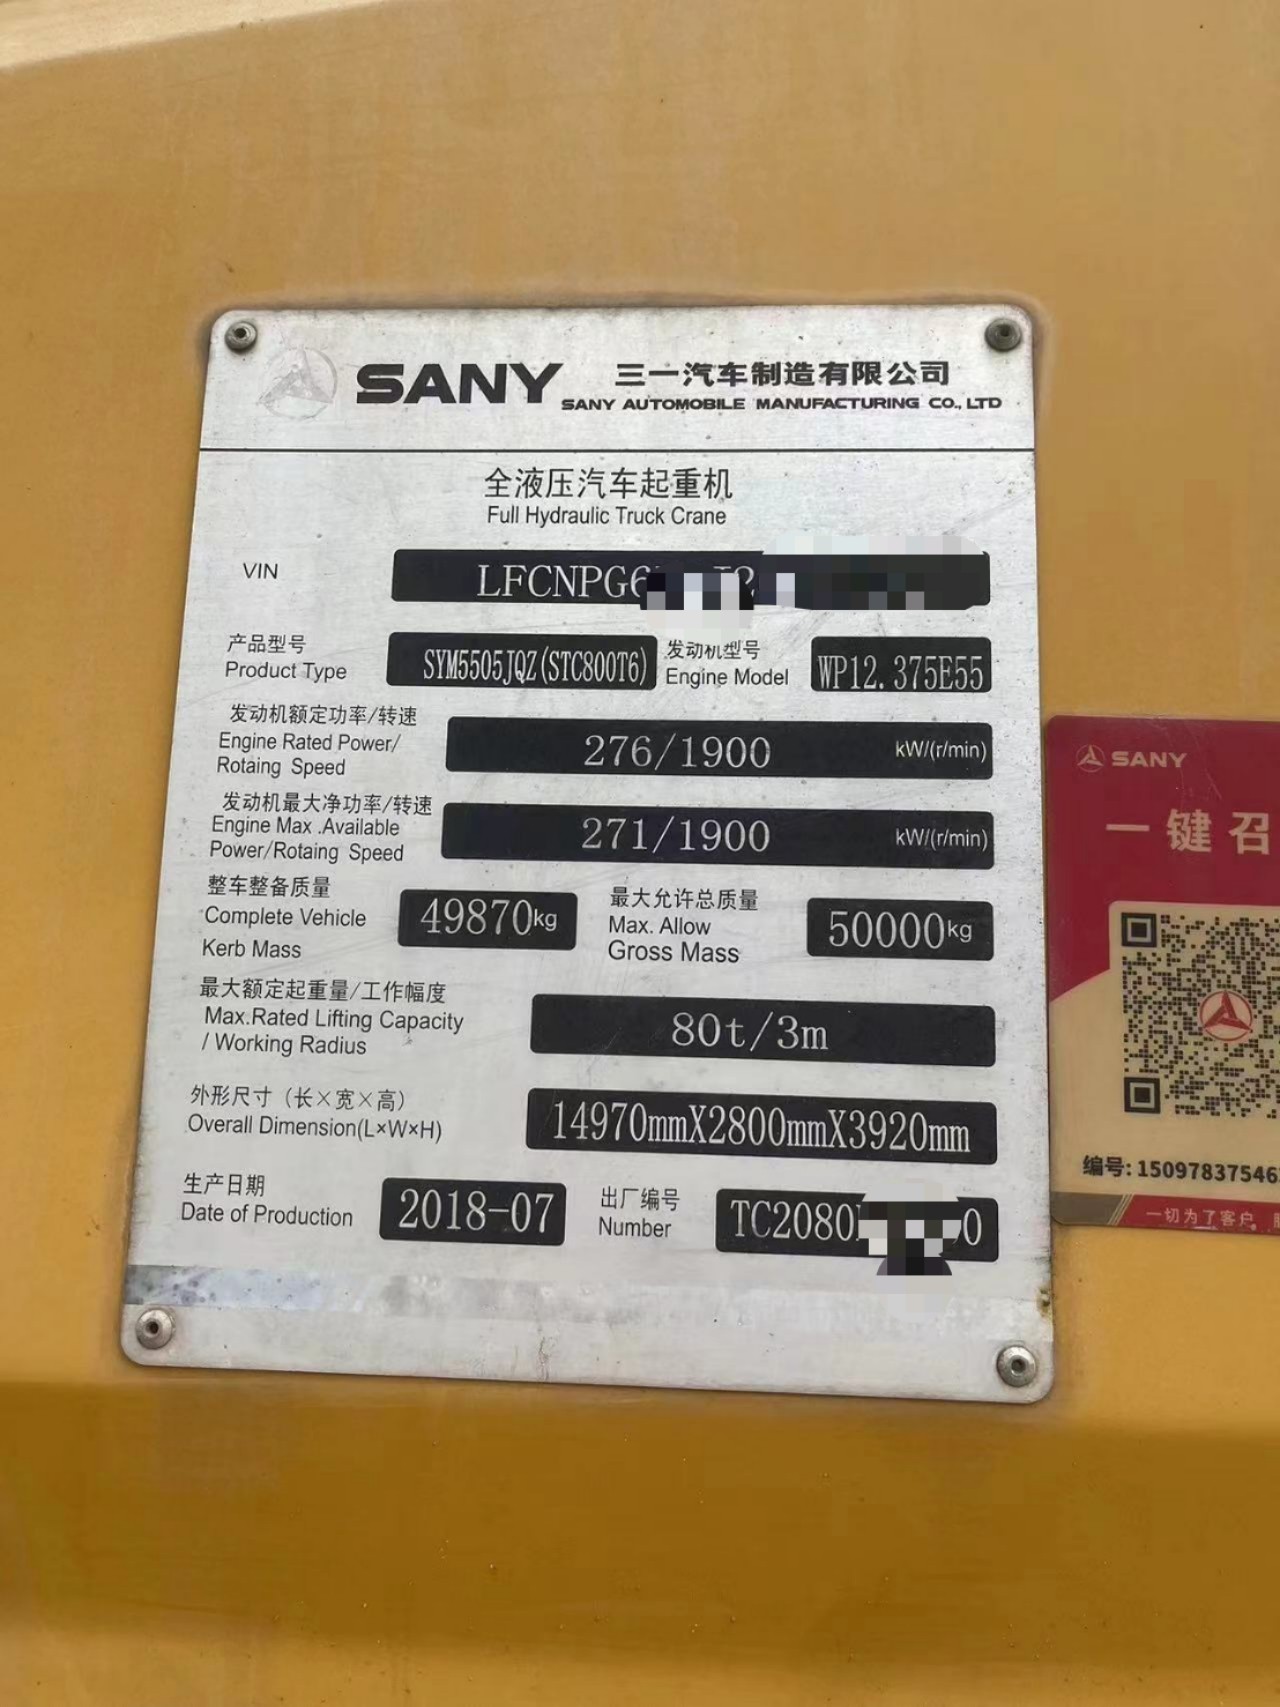 SANY 三一汽车制造有限公司
SANY AUTOMOBILE MANUFACTURING CO., LTD
全液压汽车起重机
Full Hydraulic Truck Crane
VIN LFCNPG6
产品型号 SYM5505JQZ(STC800T6) 发动机型号 WP12.375E55
Product Type Engine Model
发动机额定功率/转速
Engine Rated Power/ 276/1900 kW/(r/min)
Rotaing Speed
发动机最大净功率/转速
Engine Max .Available 271/1900 kW/(r/min)
Power/Rotaing Speed
整车整备质量 最大允许总质量
Complete Vehicle 49870kg Max. Allow 50000kg
Kerb Mass Gross Mass
最大额定起重量/工作幅度
Max.Rated Lifting Capacity 80t/3m
/ Working Radius
外形尺寸（长×宽×高）
Overall Dimension(L×W×H) 14970mmX2800mmX3920mm
生产日期 2018-07 出厂编号 TC2080 0
Date of Production Number
SANY
一键召
编号: 15097837546
一切为了客户